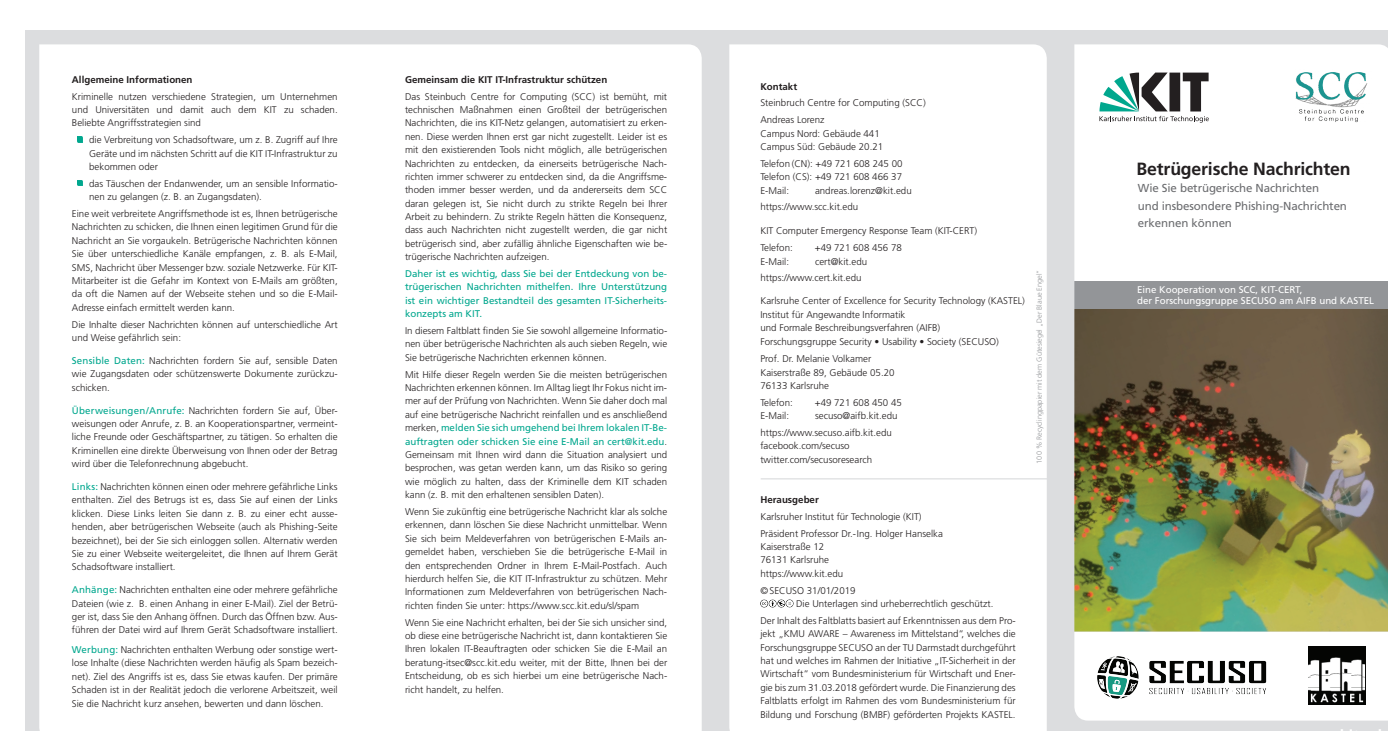 Allgemeine Informationen
Kriminelle nutzen verschiedene Strategien, um Unternehmen
und Universitäten und damit auch dem KIT zu schaden.
Beliebte Angriffsstrategien sind
die Verbreitung von Schadsoftware, um z. B. Zugriff auf Ihre
Geräte und im nächsten Schritt auf die KIT IT-Infrastruktur zu
bekommen oder
das Täuschen der Endanwender, um an sensible Informatio-
nen zu gelangen (z. B. an Zugangsdaten).
Eine weit verbreitete Angriffsmethode ist es, Ihnen betrügerische
Nachrichten zu schicken, die Ihnen einen legitimen Grund für die
Nachricht an Sie vorgaukeln. Betrügerische Nachrichten können
Sie über unterschiedliche Kanäle empfangen, z. B. als E-Mail,
SMS, Nachricht über Messenger bzw. soziale Netzwerke. Für KIT-
Mitarbeiter ist die Gefahr im Kontext von E-Mails am größten,
da oft die Namen auf der Webseite stehen und so die E-Mail-
Adresse einfach ermittelt werden kann.
Die Inhalte dieser Nachrichten können auf unterschiedliche Art
und Weise gefährlich sein:
Sensible Daten: Nachrichten fordern Sie auf, sensible Daten
wie Zugangsdaten oder schützenswerte Dokumente zurückzu-
schicken.
Überweisungen/Anrufe: Nachrichten fordern Sie auf, Über-
weisungen oder Anrufe, z. B. an Kooperationspartner, vermeint-
liche Freunde oder Geschäftspartner, zu tätigen. So erhalten die
Kriminellen eine direkte Überweisung von Ihnen oder der Betrag
wird über die Telefonrechnung abgebucht.
Links: Nachrichten können einen oder mehrere gefährliche Links
enthalten. Ziel des Betrugs ist es, dass Sie auf einen der Links
klicken. Diese Links leiten Sie dann z. B. zu einer echt ausse-
henden, aber betrügerischen Webseite (auch als Phishing-Seite
bezeichnet), bei der Sie sich einloggen sollen. Alternativ werden
Sie zu einer Webseite weitergeleitet, die Ihnen auf Ihrem Gerät
Schadsoftware installiert.
Anhänge: Nachrichten enthalten eine oder mehrere gefährliche
Dateien (wie z. B. einen Anhang in einer E-Mail). Ziel der Betrü-
ger ist, dass Sie den Anhang öffnen. Durch das Öffnen bzw. Aus-
führen der Datei wird auf Ihrem Gerät Schadsoftware installiert.
Werbung: Nachrichten enthalten Werbung oder sonstige wert-
lose Inhalte (diese Nachrichten werden häufig als Spam bezeich-
net). Ziel des Angriffs ist es, dass Sie etwas kaufen. Der primäre
Schaden ist in der Realität jedoch die verlorene Arbeitszeit, weil
Sie die Nachricht kurz ansehen, bewerten und dann löschen.
Gemeinsam die KIT IT-Infrastruktur schützen
Das Steinbuch Centre for Computing (SCC) ist bemüht, mit
technischen Maßnahmen einen Großteil der betrügerischen
Nachrichten, die ins KIT-Netz gelangen, automatisiert zu erken-
nen. Diese werden Ihnen erst gar nicht zugestellt. Leider ist es
mit den existierenden Tools nicht möglich, alle betrügerischen
Nachrichten zu entdecken, da einerseits betrügerische Nach-
richten immer schwerer zu entdecken sind, da die Angriffsme-
thoden immer besser werden, und da andererseits dem SCC
daran gelegen ist, Sie nicht durch zu strikte Regeln bei Ihrer
Arbeit zu behindern. Zu strikte Regeln hätten die Konsequenz,
dass auch Nachrichten nicht zugestellt werden, die gar nicht
betrügerisch sind, aber zufällig ähnliche Eigenschaften wie be-
trügerische Nachrichten aufzeigen.
Daher ist es wichtig, dass Sie bei der Entdeckung von be-
trügerischen Nachrichten mithelfen. Ihre Unterstützung
ist ein wichtiger Bestandteil des gesamten IT-Sicherheits-
konzepts am KIT.
In diesem Faltblatt finden Sie Sie sowohl allgemeine Informatio-
nen über betrügerische Nachrichten als auch sieben Regeln, wie
Sie betrügerische Nachrichten erkennen können.
Mit Hilfe dieser Regeln werden Sie die meisten betrügerischen
Nachrichten erkennen können. Im Alltag liegt Ihr Fokus nicht im-
mer auf der Prüfung von Nachrichten. Wenn Sie daher doch mal
auf eine betrügerische Nachricht reinfallen und es anschließend
merken, melden Sie sich umgehend bei Ihrem lokalen IT-Be-
auftragten oder schicken Sie eine E-Mail an cert@kit.edu.
Gemeinsam mit Ihnen wird dann die Situation analysiert und
besprochen, was getan werden kann, um das Risiko so gering
wie möglich zu halten, dass der Kriminelle dem KIT schaden
kann (z. B. mit den erhaltenen sensiblen Daten).
Wenn Sie zukünftig eine betrügerische Nachricht klar als solche
erkennen, dann löschen Sie diese Nachricht unmittelbar. Wenn
Sie sich beim Meldeverfahren von betrügerischen E-Mails an-
gemeldet haben, verschieben Sie die betrügerische E-Mail in
den entsprechenden Ordner in Ihrem E-Mail-Postfach. Auch
hierdurch helfen Sie, die KIT IT-Infrastruktur zu schützen. Mehr
Informationen zum Meldeverfahren von betrügerischen Nach-
richten finden Sie unter: https://www.scc.kit.edu/sl/spam
Wenn Sie eine Nachricht erhalten, bei der Sie sich unsicher sind,
ob diese eine betrügerische Nachricht ist, dann kontaktieren Sie
Ihren lokalen IT-Beauftragten oder schicken Sie die E-Mail an
beratung-itsec@scc.kit.edu weiter, mit der Bitte, Ihnen bei der
Entscheidung, ob es sich hierbei um eine betrügerische Nach-
richt handelt, zu helfen.
Kontakt
Steinbruch Centre for Computing (SCC)
Andreas Lorenz
Campus Nord: Gebäude 441
Campus Süd: Gebäude 20.21
Telefon (CN): +49 721 608 245 00
Telefon (CS): +49 721 608 466 37
E-Mail: andreas.lorenz@kit.edu
https://www.scc.kit.edu
KIT Computer Emergency Response Team (KIT-CERT)
Telefon: +49 721 608 456 78
E-Mail: cert@kit.edu
https://www.cert.kit.edu
Karlsruhe Center of Excellence for Security Technology (KASTEL)
Institut für Angewandte Informatik
und Formale Beschreibungsverfahren (AIFB)
Forschungsgruppe Security • Usability • Society (SECUSO)
Prof. Dr. Melanie Volkamer
Kaiserstraße 89, Gebäude 05.20
76133 Karlsruhe
Telefon: +49 721 608 450 45
E-Mail: secuso@aifb.kit.edu
https://www.secuso.aifb.kit.edu
facebook.com/secuso
twitter.com/secusoresearch
100 % Recyclingpapier mit dem Gütesiegel „Der Blaue Engel“
Herausgeber
Karlsruher Institut für Technologie (KIT)
Präsident Professor Dr.-Ing. Holger Hanselka
Kaiserstraße 12
76131 Karlsruhe
https://www.kit.edu
© SECUSO 31/01/2019
Die Unterlagen sind urheberrechtlich geschützt.
Der Inhalt des Faltblatts basiert auf Erkenntnissen aus dem Pro-
jekt „KMU AWARE – Awareness im Mittelstand“, welches die
Forschungsgruppe SECUSO an der TU Darmstadt durchgeführt
hat und welches im Rahmen der Initiative „IT-Sicherheit in der
Wirtschaft“ vom Bundesministerium für Wirtschaft und Ener-
gie bis zum 31.03.2018 gefördert wurde. Die Finanzierung des
Faltblatts erfolgt im Rahmen des vom Bundesministerium für
Bildung und Forschung (BMBF) geförderten Projekts KASTEL.
KIT
Karlsruher Institut für Technologie
SCC
Steinbuch Centre
for Computing
Betrügerische Nachrichten
Wie Sie betrügerische Nachrichten
und insbesondere Phishing-Nachrichten
erkennen können
Eine Kooperation von SCC, KIT-CERT,
der Forschungsgruppe SECUSO am AIFB und KASTEL
SECUSO
SECURITY · USABILITY · SOCIETY
KASTEL